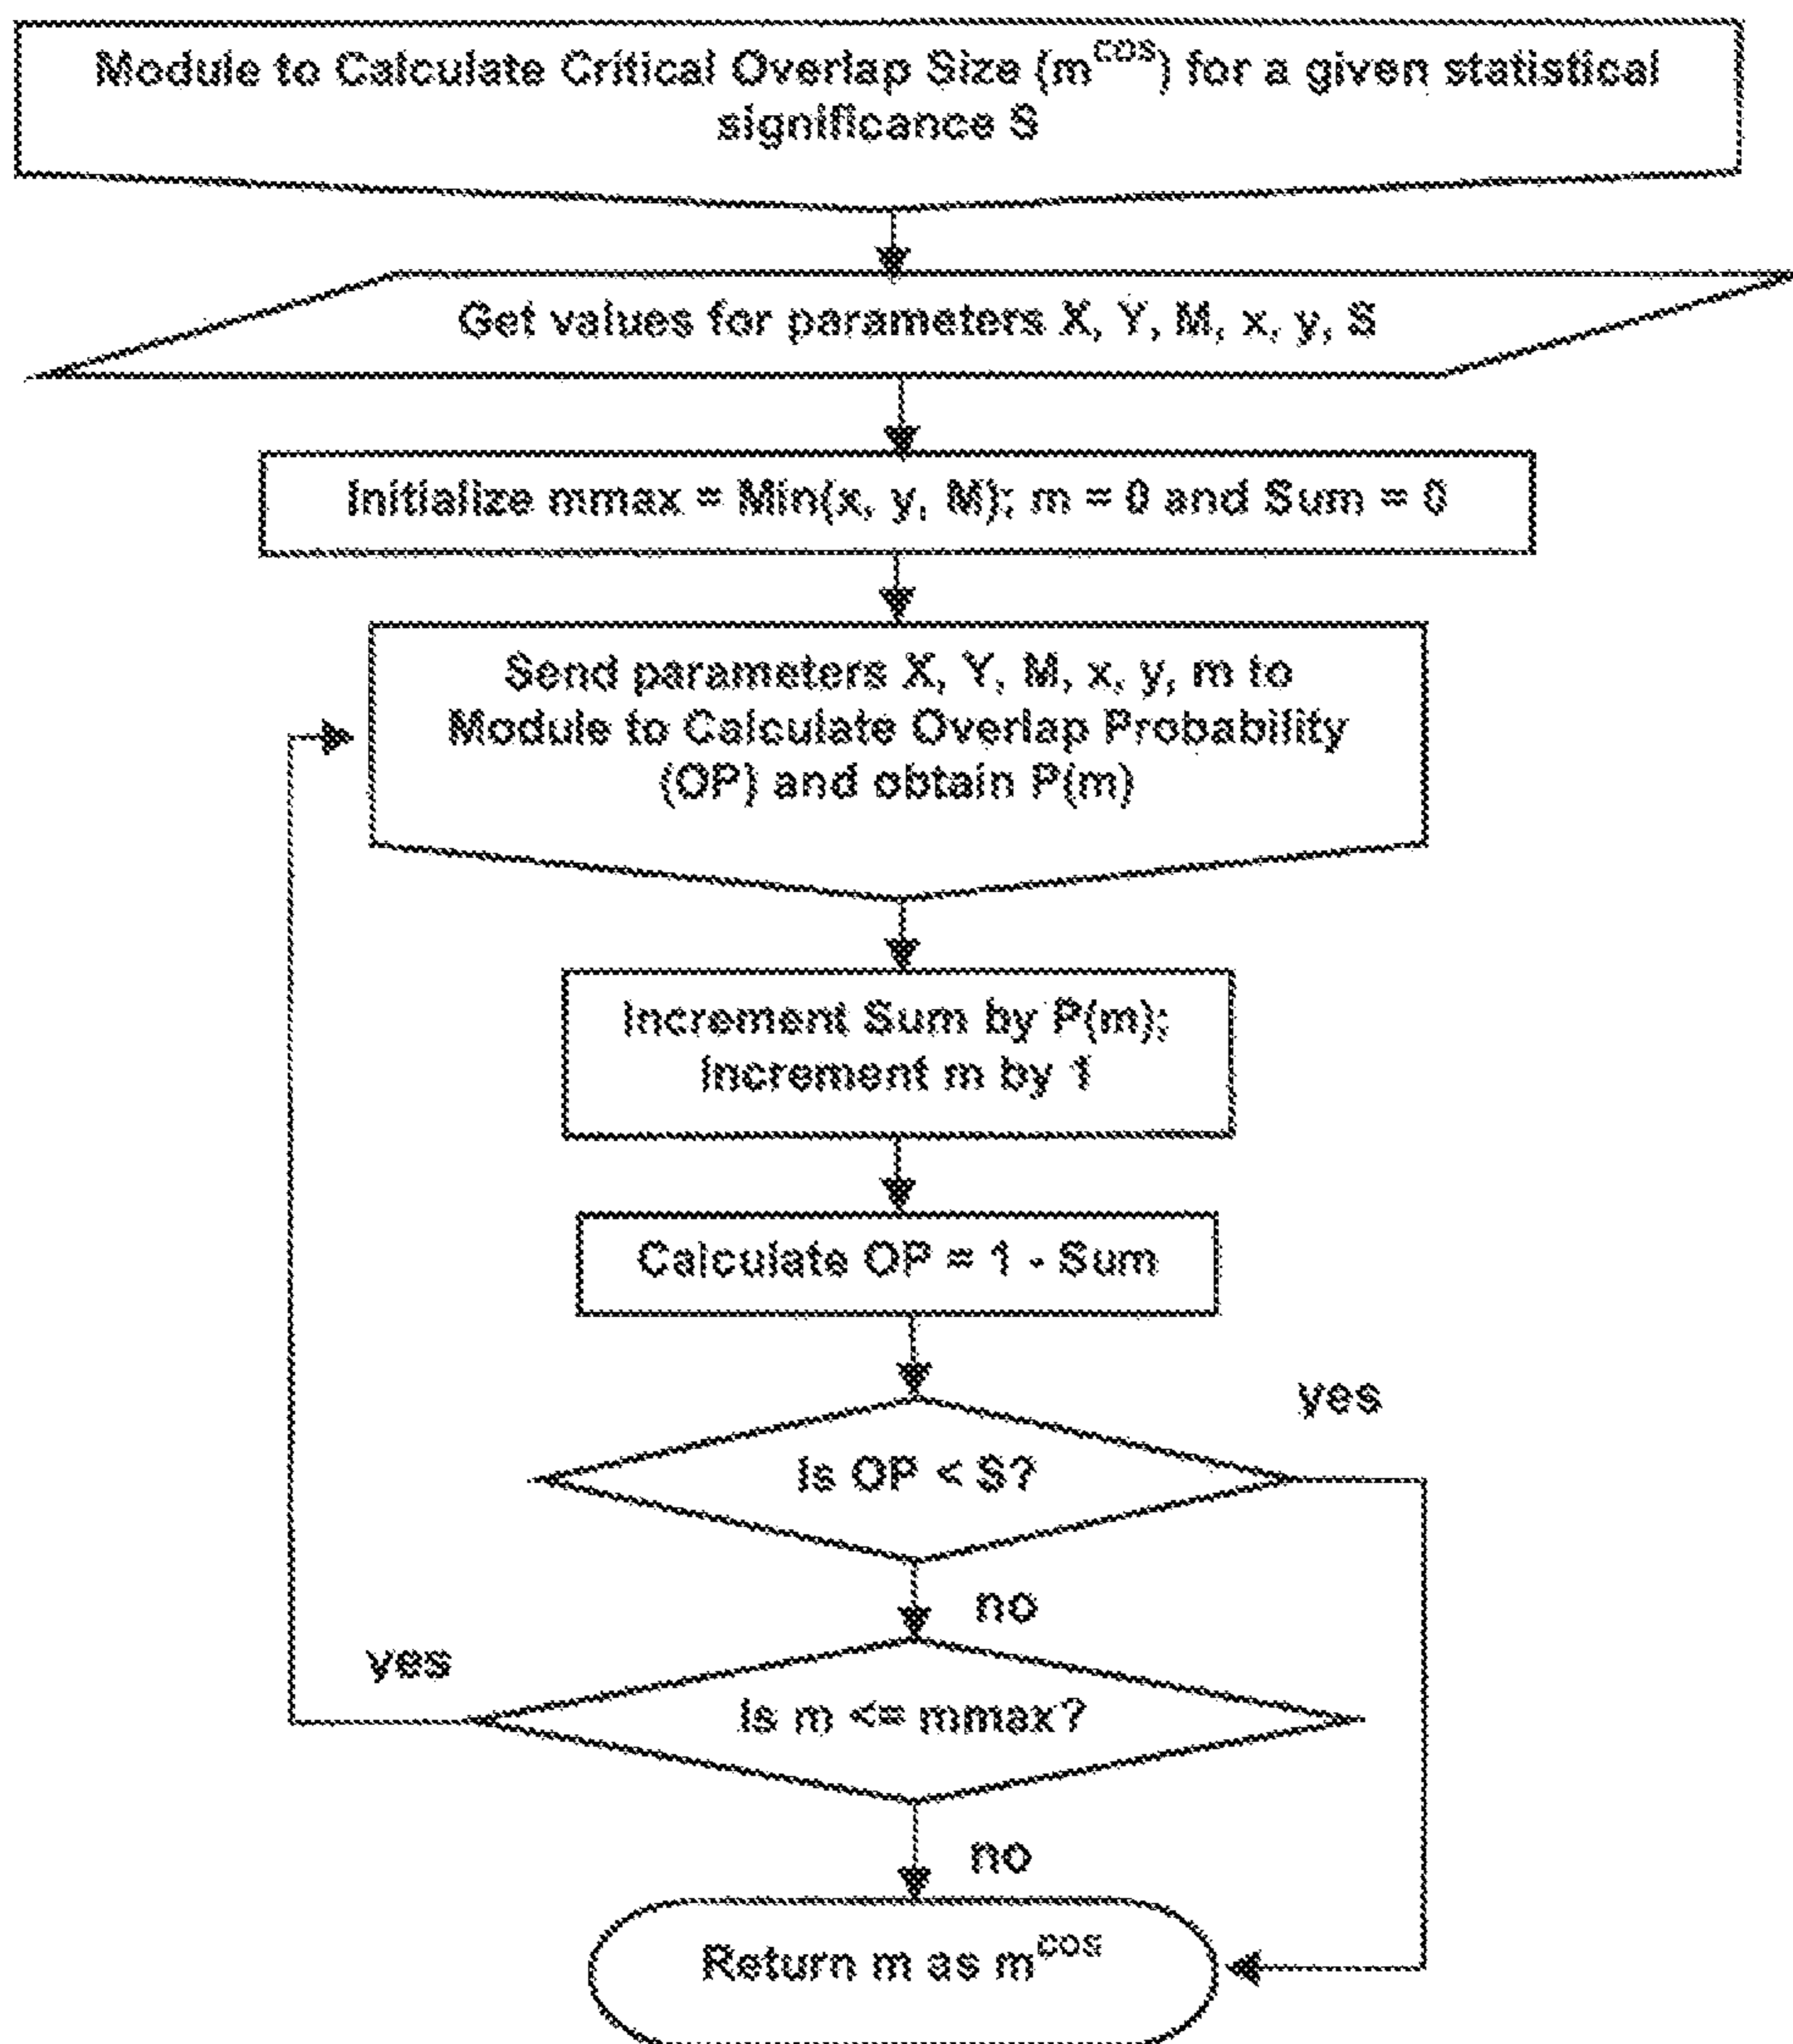 Module to Calculate Critical Overlap Size (m^cos) for a given statistical
significance S
Get values for parameters X, Y, M, x, y, S
Initialize mmax = Min(x, y, M); m = 0 and Sum = 0
Send parameters X, Y, M, x, y, m to
Module to Calculate Overlap Probability
(OP) and obtain P(m)
Increment Sum by P(m);
Increment m by 1
Calculate OP = 1 - Sum
yes
Is OP < S?
no
yes
Is m <= mmax?
no
Return m as m^cos